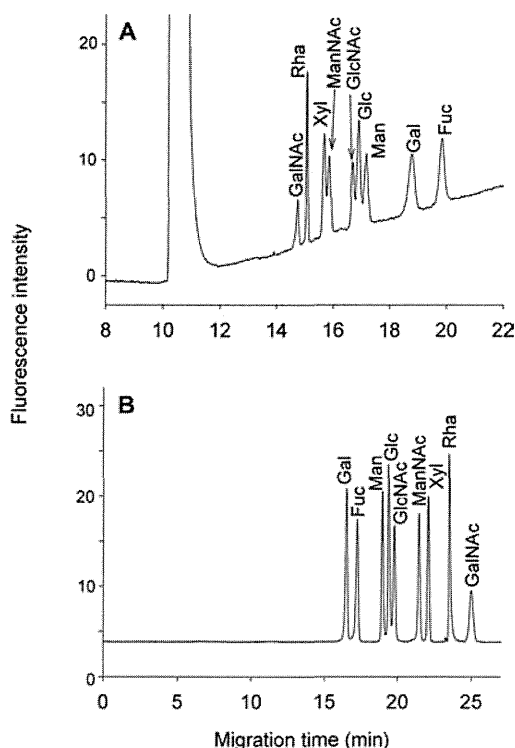 A
20
10
0
GalNAc
Rha
Xyl
ManNAc
GlcNAc
Glc
Man
Gal
Fuc
8 10 12 14 16 18 20 22
Fluorescence intensity
B
30
20
10
0
Gal
Fuc
Man
Glc
GlcNAc
ManNAc
Xyl
Rha
GalNAc
0 5 10 15 20 25
Migration time (min)